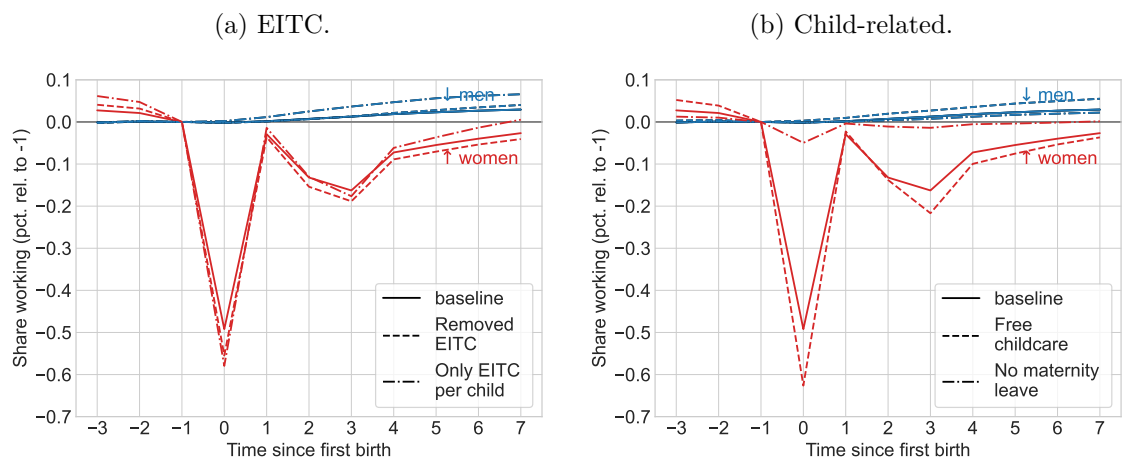 (a) EITC.
Share working (pct. rel. to -1)
0.1
0.0
−0.1
−0.2
−0.3
−0.4
−0.5
−0.6
−0.7
↓ men
↑ women
baseline
Removed
EITC
Only EITC
per child
−3 −2 −1 0 1 2 3 4 5 6 7
Time since first birth
(b) Child-related.
Share working (pct. rel. to -1)
0.1
0.0
−0.1
−0.2
−0.3
−0.4
−0.5
−0.6
−0.7
↓ men
↑ women
baseline
Free
childcare
No maternity
leave
−3 −2 −1 0 1 2 3 4 5 6 7
Time since first birth